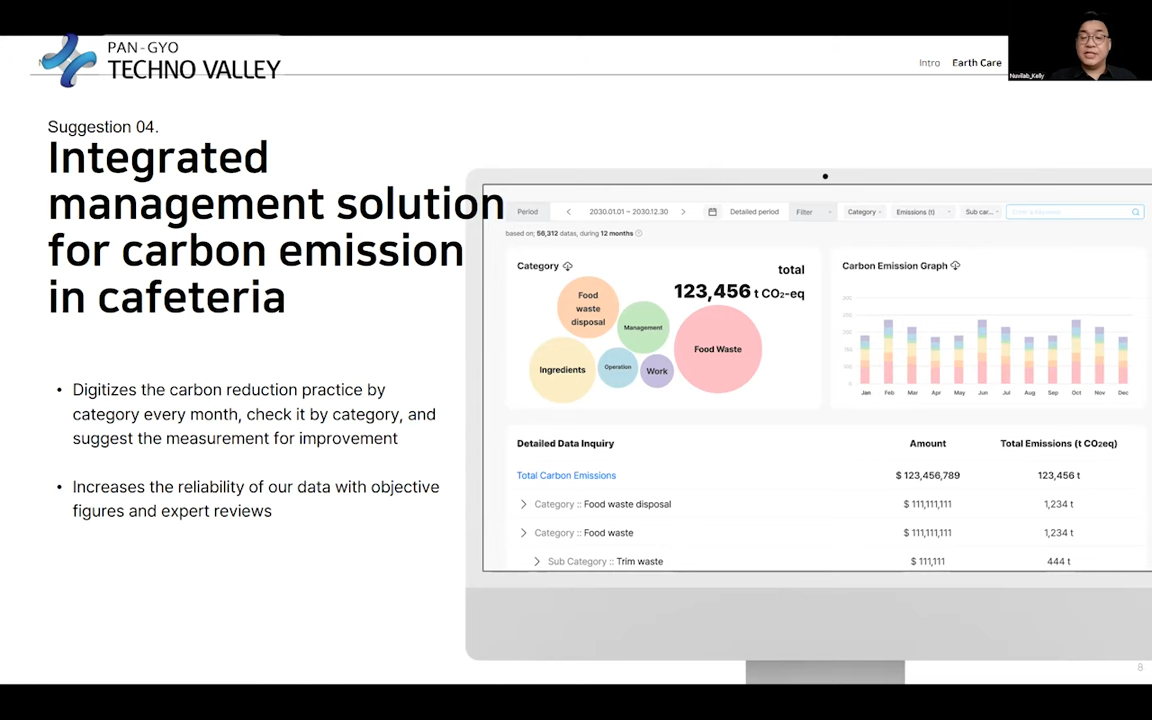 PAN-GYO
TECHNO VALLEY
Intro Earth Care
Nuvilab_Kelly
Suggestion 04.
Integrated
management solution
for carbon emission
in cafeteria
• Digitizes the carbon reduction practice by
category every month, check it by category, and
suggest the measurement for improvement
• Increases the reliability of our data with objective
figures and expert reviews
Period < 2030.01.01 ~ 2030.12.30 > Detailed period Filter Category Emissions (t) Sub car...
based on; 56,312 datas, during 12 months
Category
total
123,456 t CO₂-eq
Food
waste
disposal
Management
Food Waste
Ingredients
Operation
Work
Carbon Emission Graph
Jan Feb Mar Apr May Jun Jul Aug Sep Oct Nov Dec
Detailed Data Inquiry Amount Total Emissions (t CO₂eq)
Total Carbon Emissions $ 123,456,789 123,456 t
> Category :: Food waste disposal $ 111,111,111 1,234 t
> Category :: Food waste $ 111,111,111 1,234 t
> Sub Category :: Trim waste $ 111,111 444 t
8